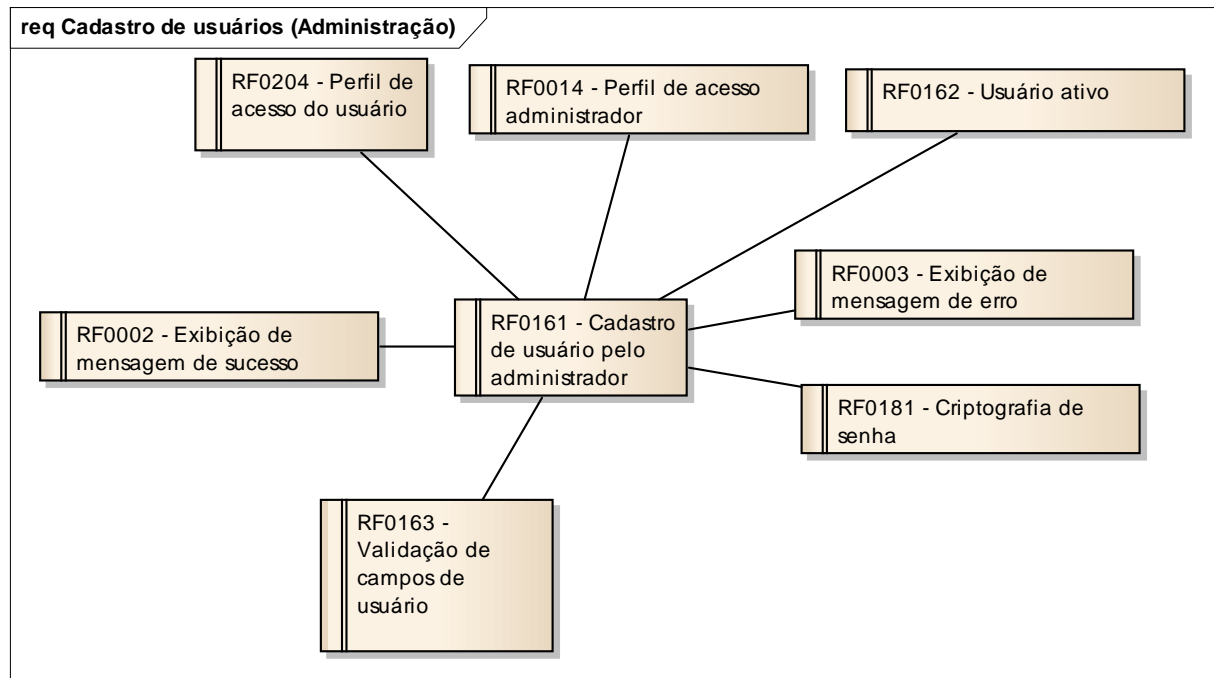 req Cadastro de usuários (Administração)
RF0204 - Perfil de
acesso do usuário
RF0014 - Perfil de acesso
administrador
RF0162 - Usuário ativo
RF0003 - Exibição de
mensagem de erro
RF0002 - Exibição de
mensagem de sucesso
RF0161 - Cadastro
de usuário pelo
administrador
RF0181 - Criptografia de
senha
RF0163 -
Validação de
campos de
usuário